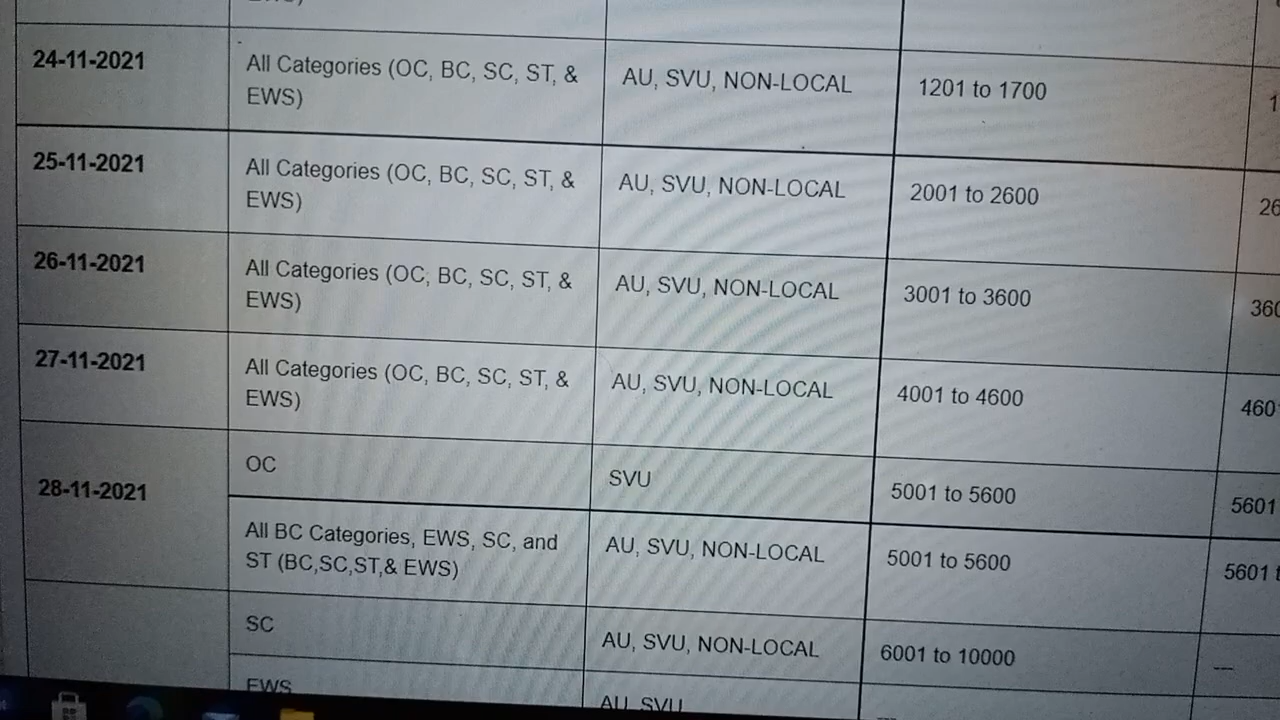 24-11-2021
All Categories (OC, BC, SC, ST, &
EWS)
AU, SVU, NON-LOCAL
1201 to 1700
25-11-2021
All Categories (OC, BC, SC, ST, &
EWS)
AU, SVU, NON-LOCAL
2001 to 2600
26
26-11-2021
All Categories (OC, BC, SC, ST, &
EWS)
AU, SVU, NON-LOCAL
3001 to 3600
360
27-11-2021
All Categories (OC, BC, SC, ST, &
EWS)
AU, SVU, NON-LOCAL
4001 to 4600
460
28-11-2021
OC
SVU
5001 to 5600
5601
All BC Categories, EWS, SC, and
ST (BC,SC,ST,& EWS)
AU, SVU, NON-LOCAL
5001 to 5600
5601
SC
AU, SVU, NON-LOCAL
6001 to 10000
---
EWS
AU, SVU